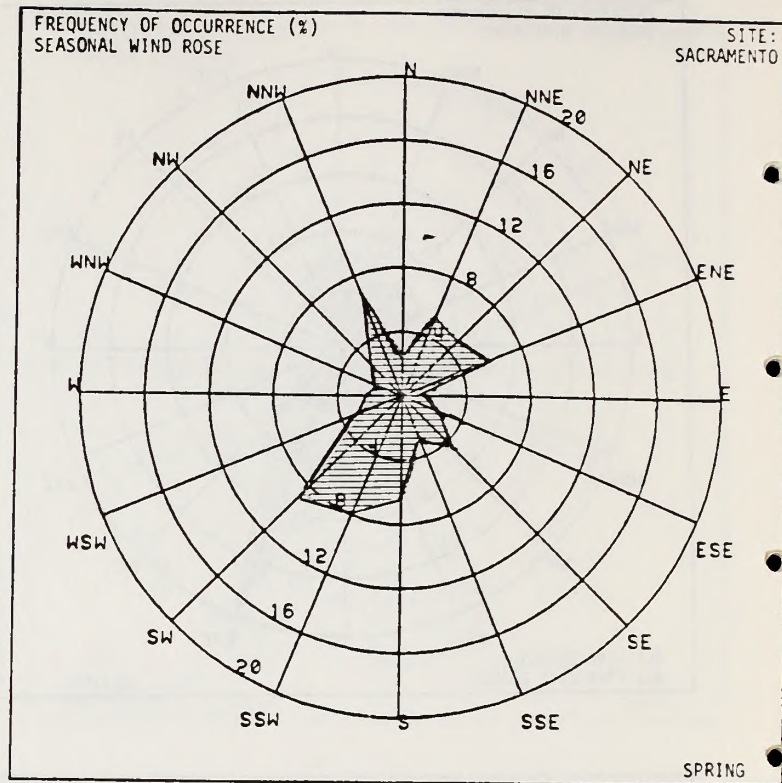 FREQUENCY OF OCCURRENCE (%)
SEASONAL WIND ROSE
SITE:
SACRAMENTO
N
NNW
NNE
20
NW
16
NE
12
WNW
8
ENE
W
E
8
WSW
12
ESE
16
SW
SE
20
SSW
S
SSE
SPRING